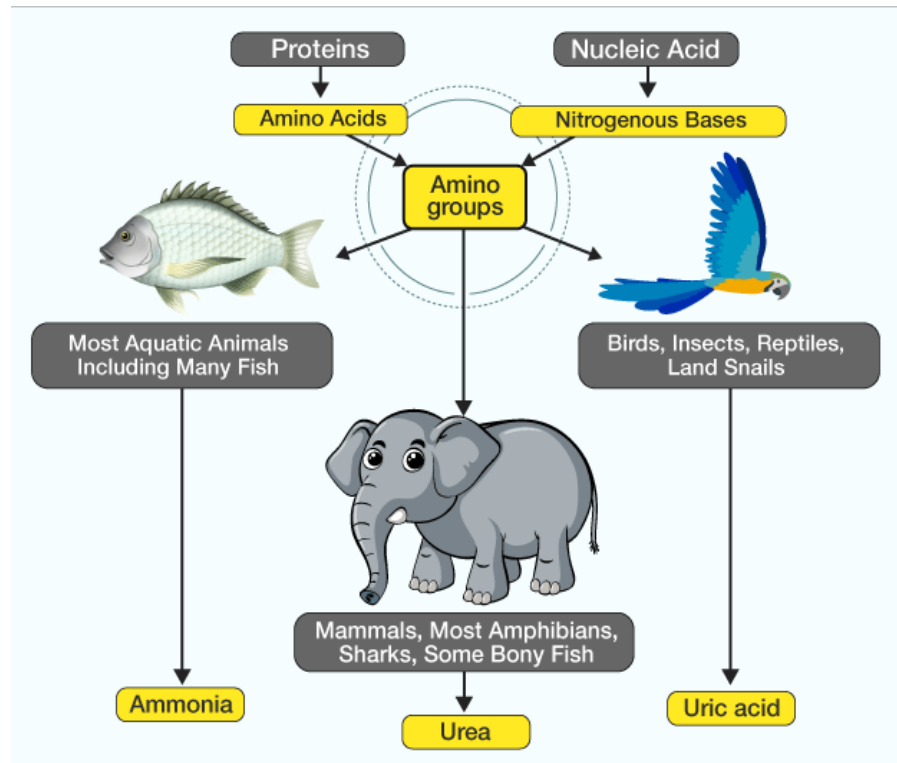 Proteins
Nucleic Acid
Amino Acids
Nitrogenous Bases
Amino
groups
Most Aquatic Animals
Including Many Fish
Birds, Insects, Reptiles,
Land Snails
Mammals, Most Amphibians,
Sharks, Some Bony Fish
Ammonia
Urea
Uric acid